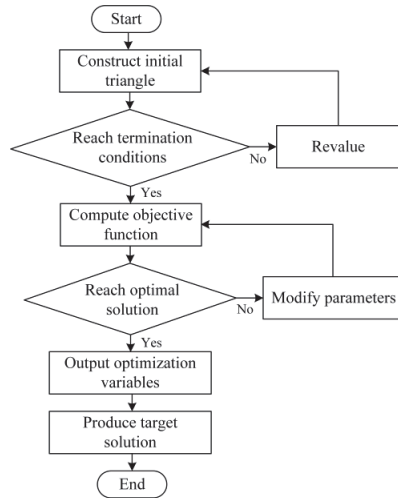 Start
Construct initial
triangle
Reach termination
conditions
No
Revalue
Yes
Compute objective
function
Reach optimal
solution
No
Modify parameters
Yes
Output optimization
variables
Produce target
solution
End